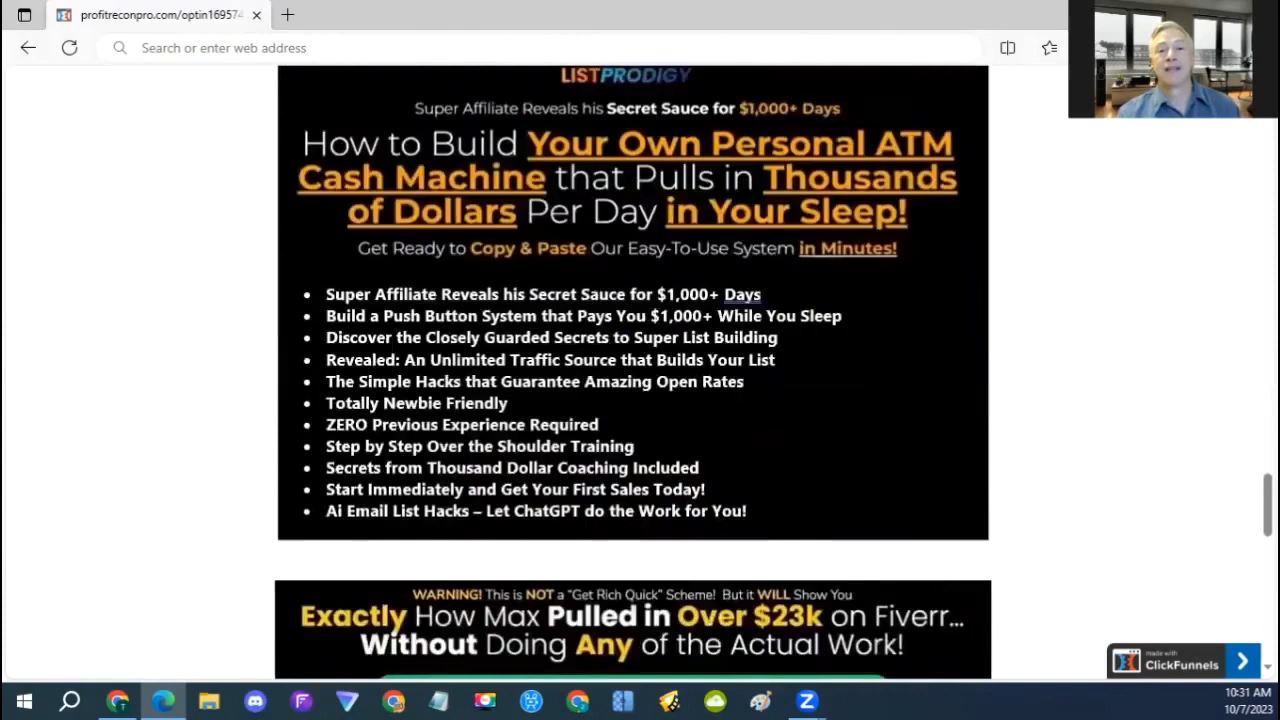 profitreconpro.com/optin169574
Search or enter web address
LISTPRODIGY
Super Affiliate Reveals his Secret Sauce for $1,000+ Days
How to Build Your Own Personal ATM
Cash Machine that Pulls in Thousands
of Dollars Per Day in Your Sleep!
Get Ready to Copy & Paste Our Easy-To-Use System in Minutes!
• Super Affiliate Reveals his Secret Sauce for $1,000+ Days
• Build a Push Button System that Pays You $1,000+ While You Sleep
• Discover the Closely Guarded Secrets to Super List Building
• Revealed: An Unlimited Traffic Source that Builds Your List
• The Simple Hacks that Guarantee Amazing Open Rates
• Totally Newbie Friendly
• ZERO Previous Experience Required
• Step by Step Over the Shoulder Training
• Secrets from Thousand Dollar Coaching Included
• Start Immediately and Get Your First Sales Today!
• Ai Email List Hacks – Let ChatGPT do the Work for You!
WARNING! This is NOT a “Get Rich Quick” Scheme! But it WILL Show You
Exactly How Max Pulled in Over $23k on Fiverr...
Without Doing Any of the Actual Work!
made with
ClickFunnels
10:31 AM
10/7/2023